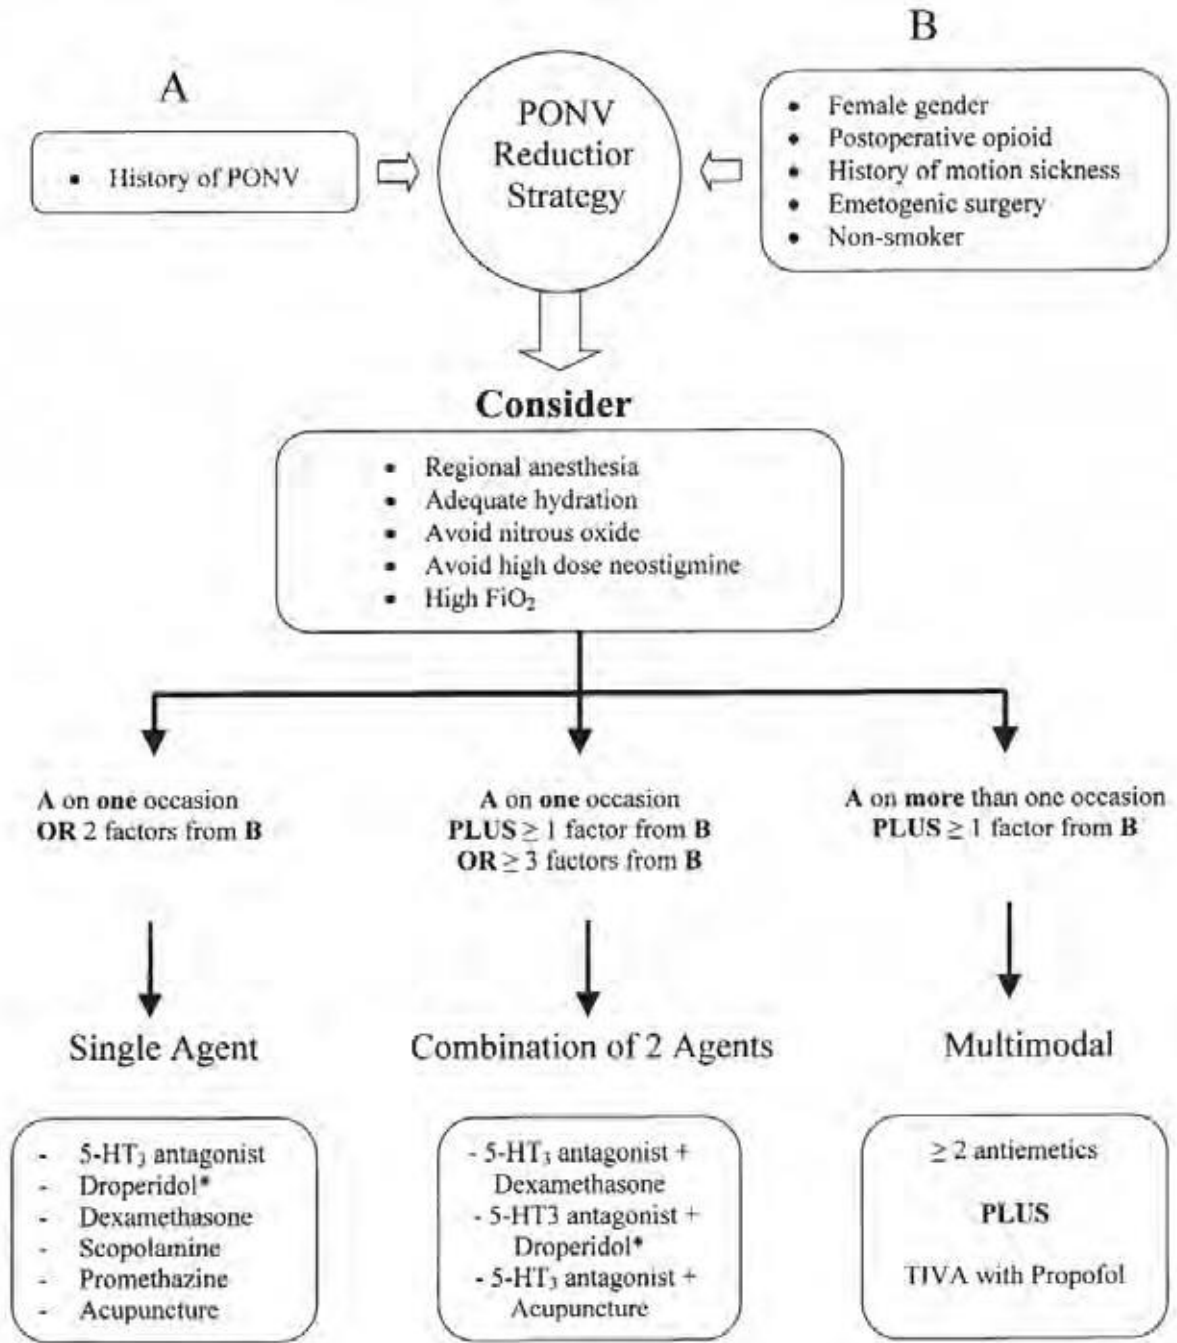 A
• History of PONV
PONV
Reductior
Strategy
B
• Female gender
• Postoperative opioid
• History of motion sickness
• Emetogenic surgery
• Non-smoker
Consider
• Regional anesthesia
• Adequate hydration
• Avoid nitrous oxide
• Avoid high dose neostigmine
• High FiO₂
A on one occasion
OR 2 factors from B
A on one occasion
PLUS ≥ 1 factor from B
OR ≥ 3 factors from B
A on more than one occasion
PLUS ≥ 1 factor from B
Single Agent
- 5-HT₃ antagonist
- Droperidol*
- Dexamethasone
- Scopolamine
- Promethazine
- Acupuncture
Combination of 2 Agents
- 5-HT₃ antagonist +
Dexamethasone
- 5-HT3 antagonist +
Droperidol*
- 5-HT₃ antagonist +
Acupuncture
Multimodal
≥ 2 antiemetics
PLUS
TIVA with Propofol